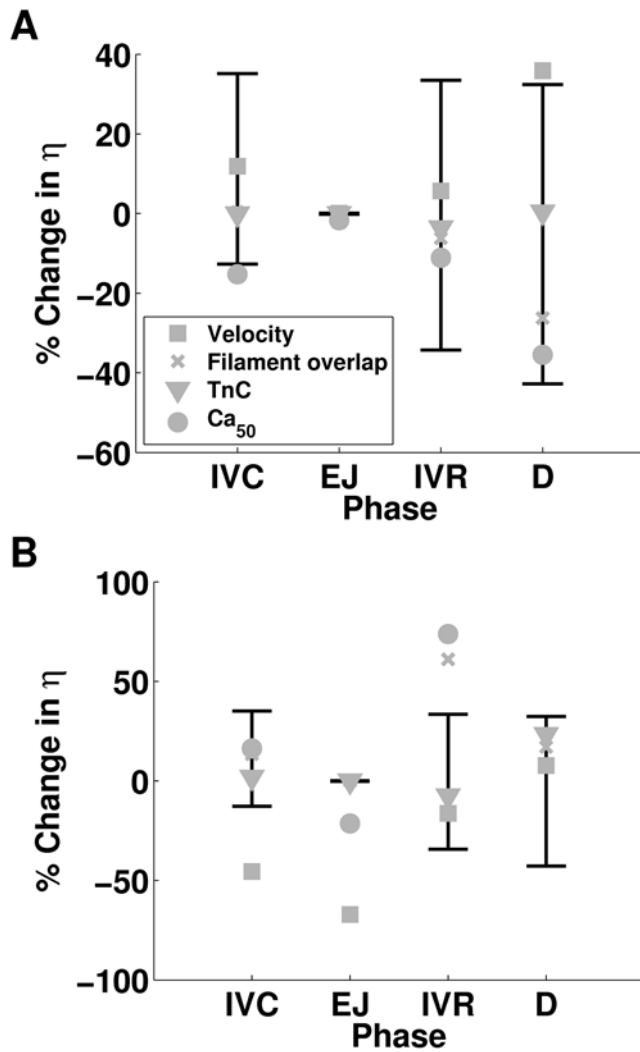 A
% Change in η
40
20
0
−20
−40
−60
Velocity
Filament overlap
TnC
Ca50
IVC EJ IVR D
Phase
B
% Change in η
100
50
0
−50
−100
IVC EJ IVR D
Phase